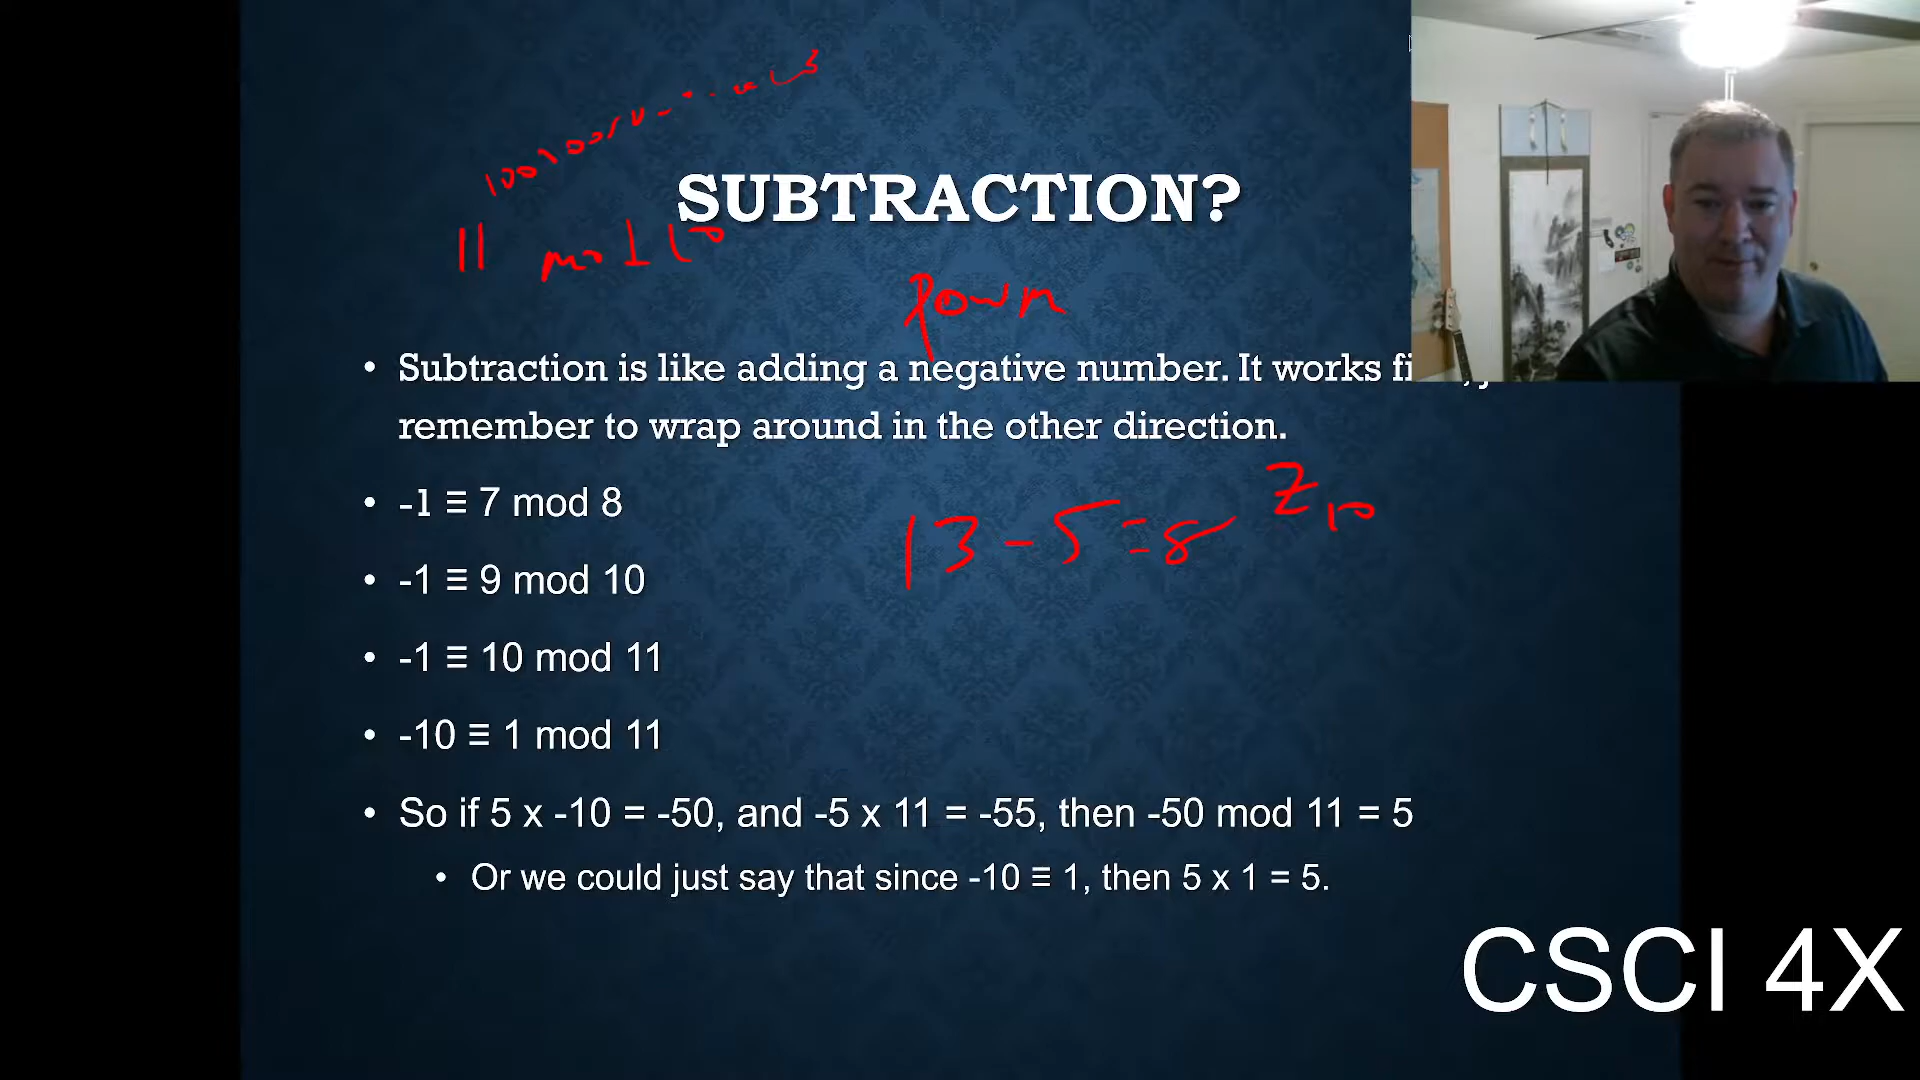 SUBTRACTION?
11 mod 10
powm
• Subtraction is like adding a negative number. It works
remember to wrap around in the other direction.
• -1 ≡ 7 mod 8
13 - 5 = 8 Z10
• -1 ≡ 9 mod 10
• -1 ≡ 10 mod 11
• -10 ≡ 1 mod 11
• So if 5 x -10 = -50, and -5 x 11 = -55, then -50 mod 11 = 5
• Or we could just say that since -10 ≡ 1, then 5 x 1 = 5.
CSCI 4X